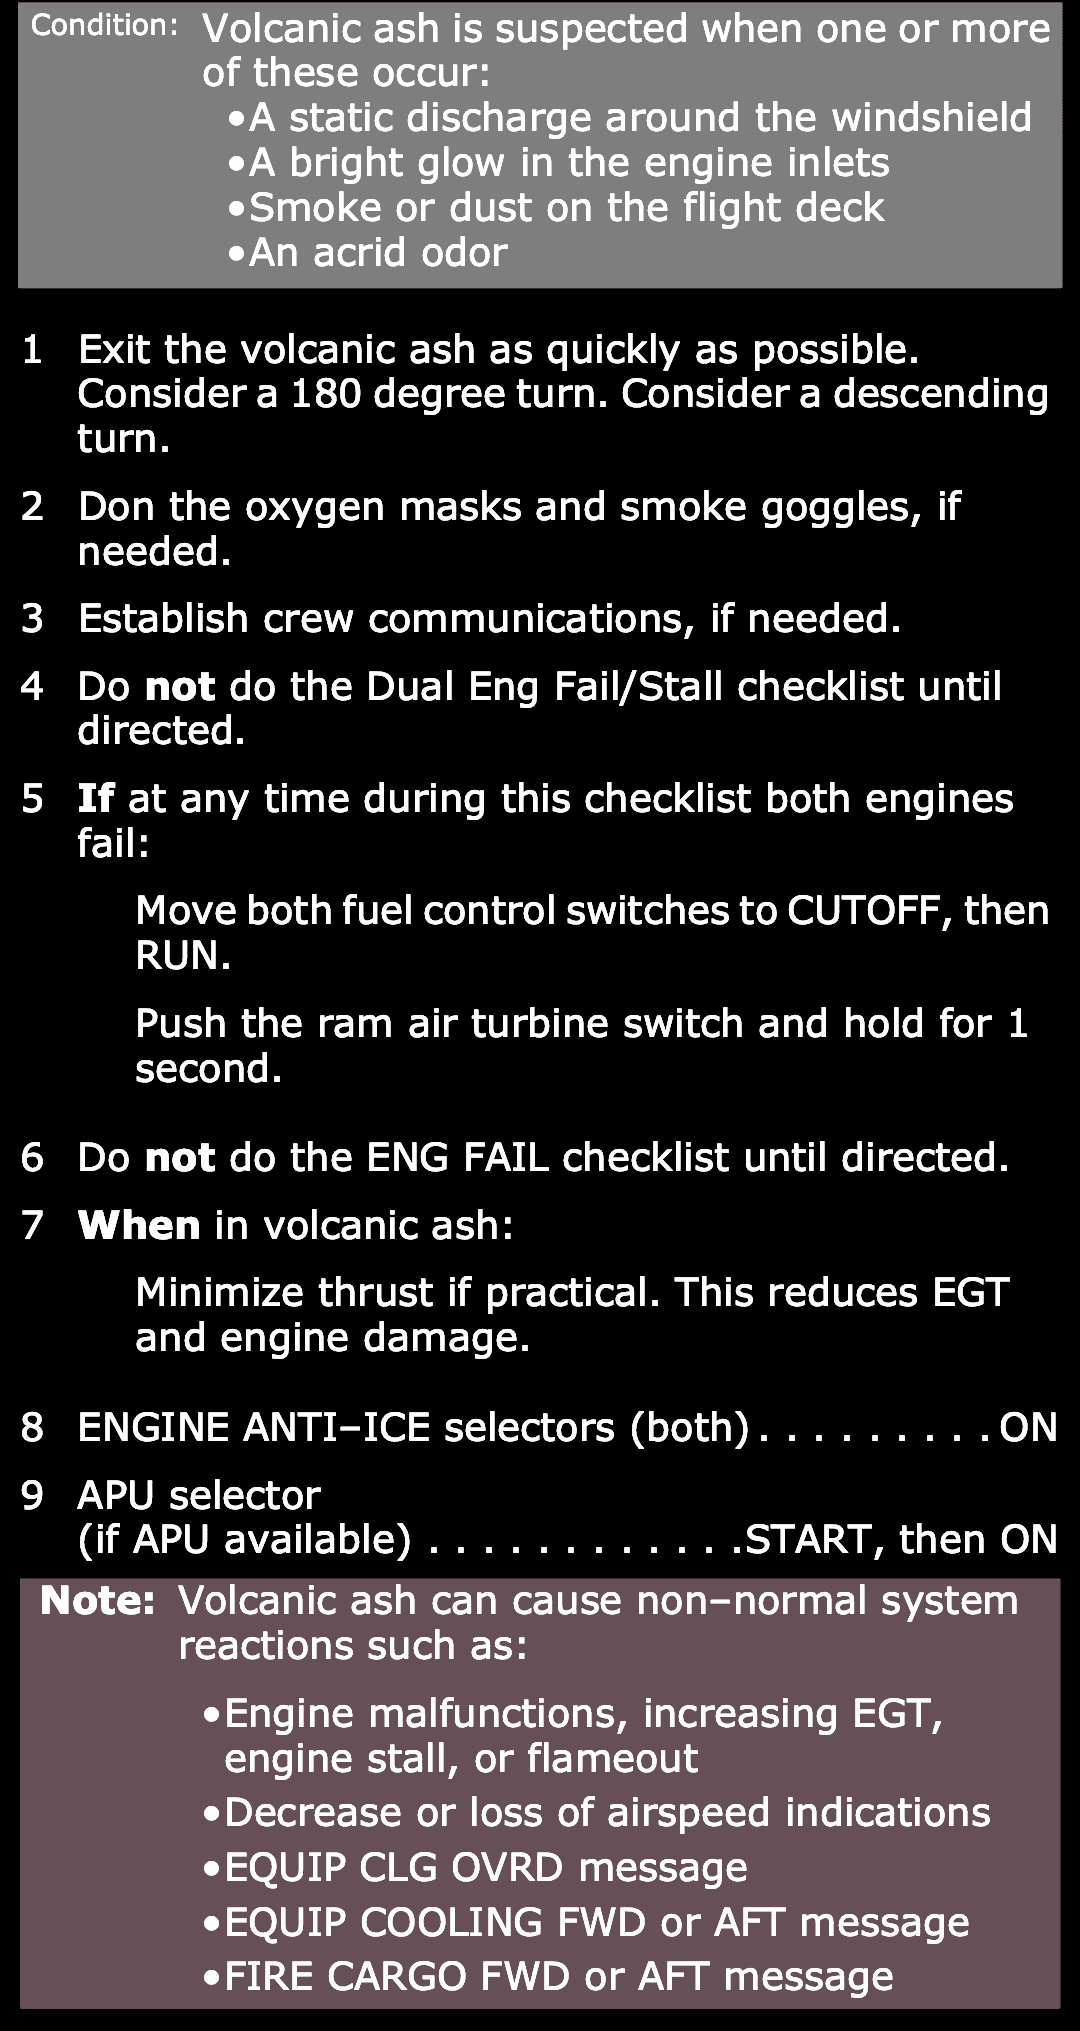 Condition: Volcanic ash is suspected when one or more
of these occur:
•A static discharge around the windshield
•A bright glow in the engine inlets
•Smoke or dust on the flight deck
•An acrid odor
1 Exit the volcanic ash as quickly as possible.
Consider a 180 degree turn. Consider a descending
turn.
2 Don the oxygen masks and smoke goggles, if
needed.
3 Establish crew communications, if needed.
4 Do not do the Dual Eng Fail/Stall checklist until
directed.
5 If at any time during this checklist both engines
fail:
Move both fuel control switches to CUTOFF, then
RUN.
Push the ram air turbine switch and hold for 1
second.
6 Do not do the ENG FAIL checklist until directed.
7 When in volcanic ash:
Minimize thrust if practical. This reduces EGT
and engine damage.
8 ENGINE ANTI–ICE selectors (both) . . . . . . . . . ON
9 APU selector
(if APU available) . . . . . . . . . . . . START, then ON
Note: Volcanic ash can cause non–normal system
reactions such as:
•Engine malfunctions, increasing EGT,
engine stall, or flameout
•Decrease or loss of airspeed indications
•EQUIP CLG OVRD message
•EQUIP COOLING FWD or AFT message
•FIRE CARGO FWD or AFT message